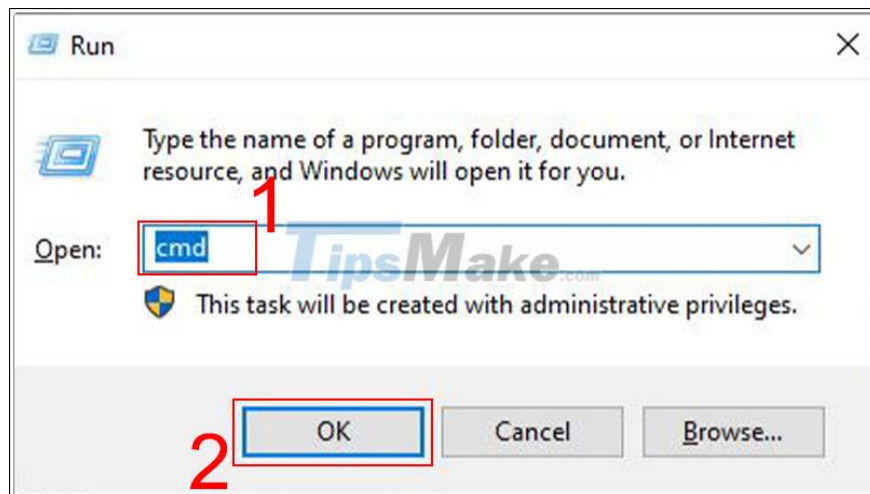 Run
Type the name of a program, folder, document, or Internet
resource, and Windows will open it for you.
1
Open: cmd
TipsMake.com
This task will be created with administrative privileges.
2
OK Cancel Browse...